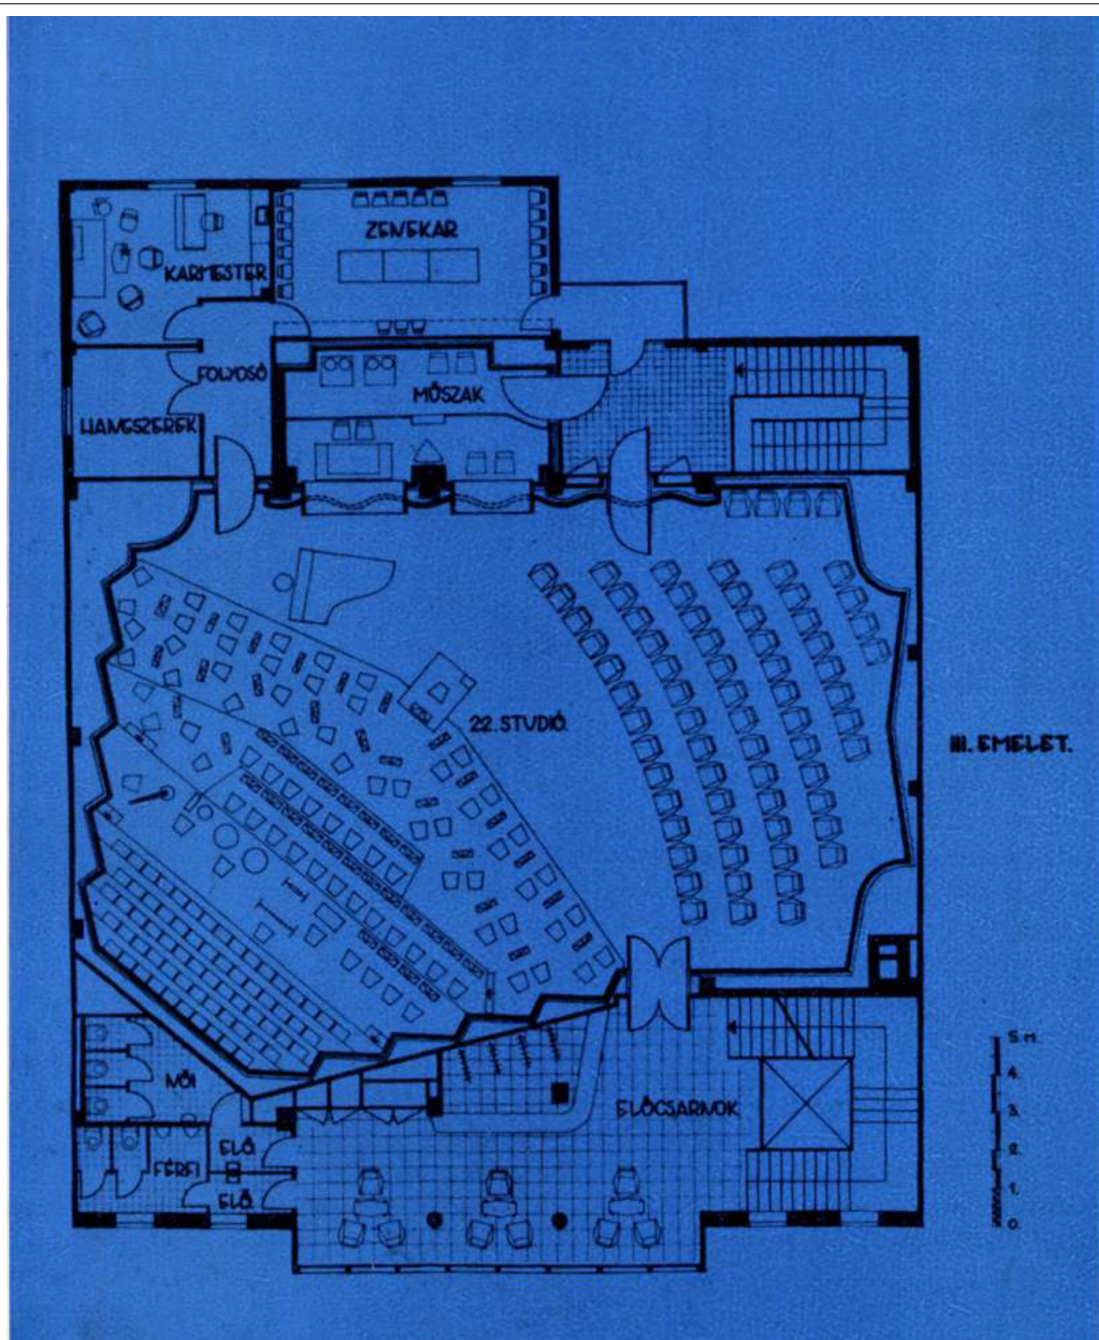 ZENEKAR
KARMESTER
FOLYOSÓ
MŰSZAK
HANGSZEREK
22. STUDIÓ.
III. EMELET.
5 M
4.
3.
2.
1.
0.
NŐI
ELŐCSARNOK
ELŐ.
FÉRFI
ELŐ.